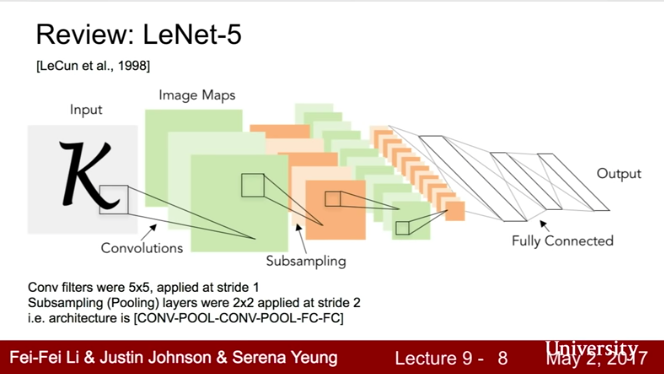 Review: LeNet-5
[LeCun et al., 1998]
Image Maps
Input
K
Output
Convolutions
Subsampling
Fully Connected
Conv filters were 5x5, applied at stride 1
Subsampling (Pooling) layers were 2x2 applied at stride 2
i.e. architecture is [CONV-POOL-CONV-POOL-FC-FC]
Fei-Fei Li & Justin Johnson & Serena Yeung
Lecture 9 - 8
May 2, 2017
University